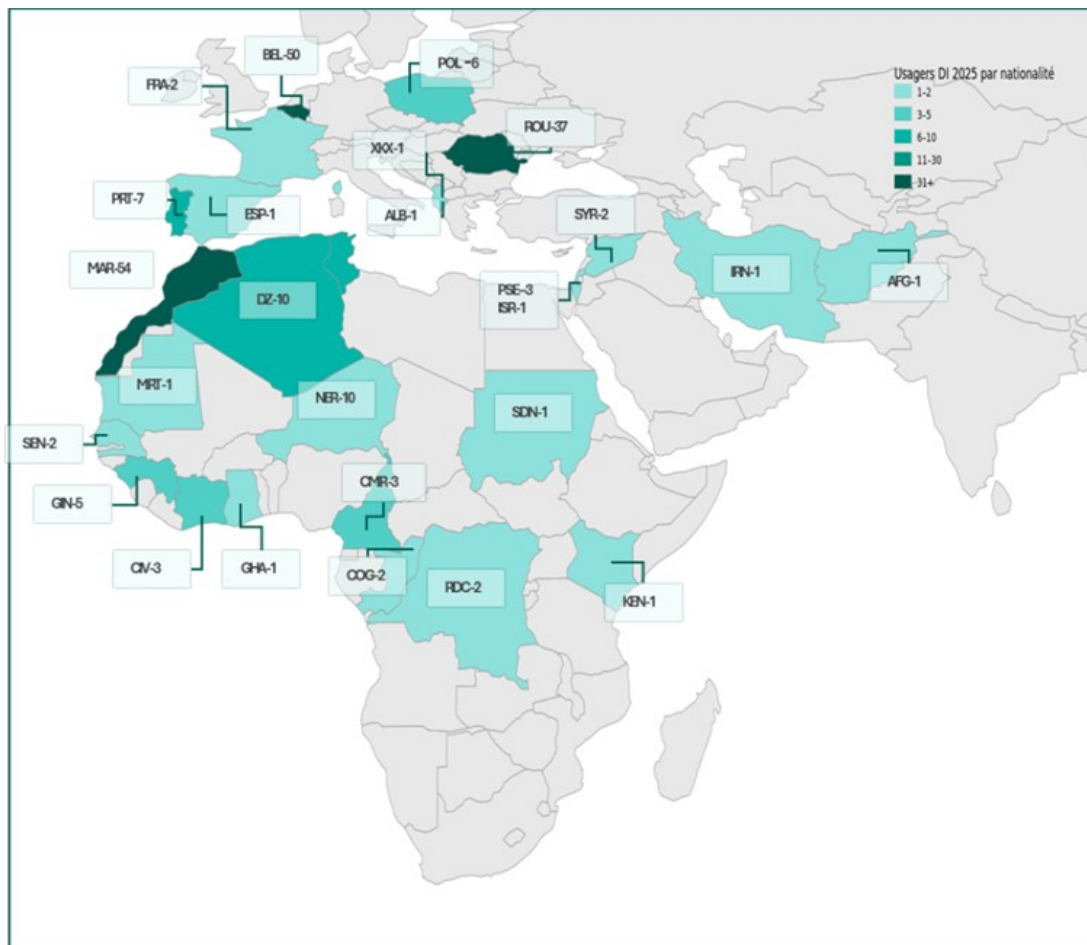 BEL-50
POL -6
FRA-2
Usagers DI 2025 par nationalité
1-2
3-5
6-10
11-30
31+
ROU-37
XKX-1
PRT-7
ESP-1
ALB-1
SYR-2
MAR-54
IRN-1
AFG-1
PSE-3
ISR-1
DZ-10
MRT-1
NER-10
SDN-1
SEN-2
CMR-3
GIN-5
CIV-3
GHA-1
COG-2
RDC-2
KEN-1